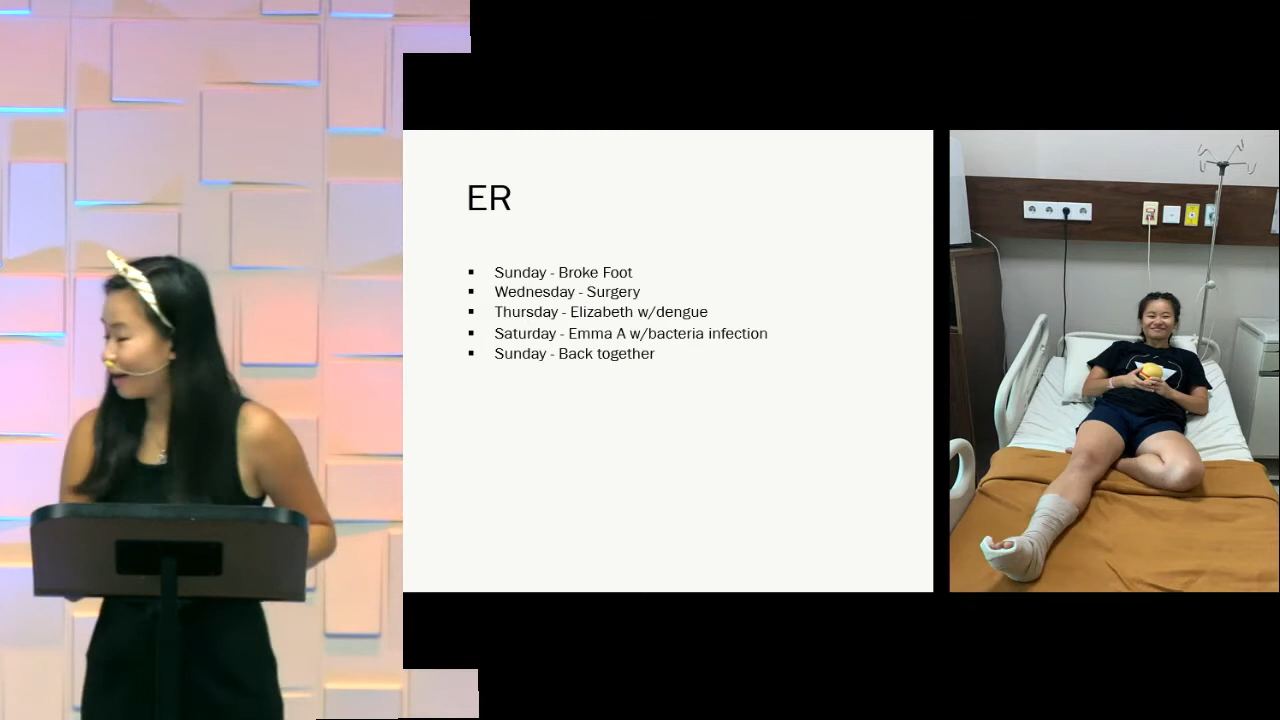 ER
▪ Sunday - Broke Foot
▪ Wednesday - Surgery
▪ Thursday - Elizabeth w/dengue
▪ Saturday - Emma A w/bacteria infection
▪ Sunday - Back together